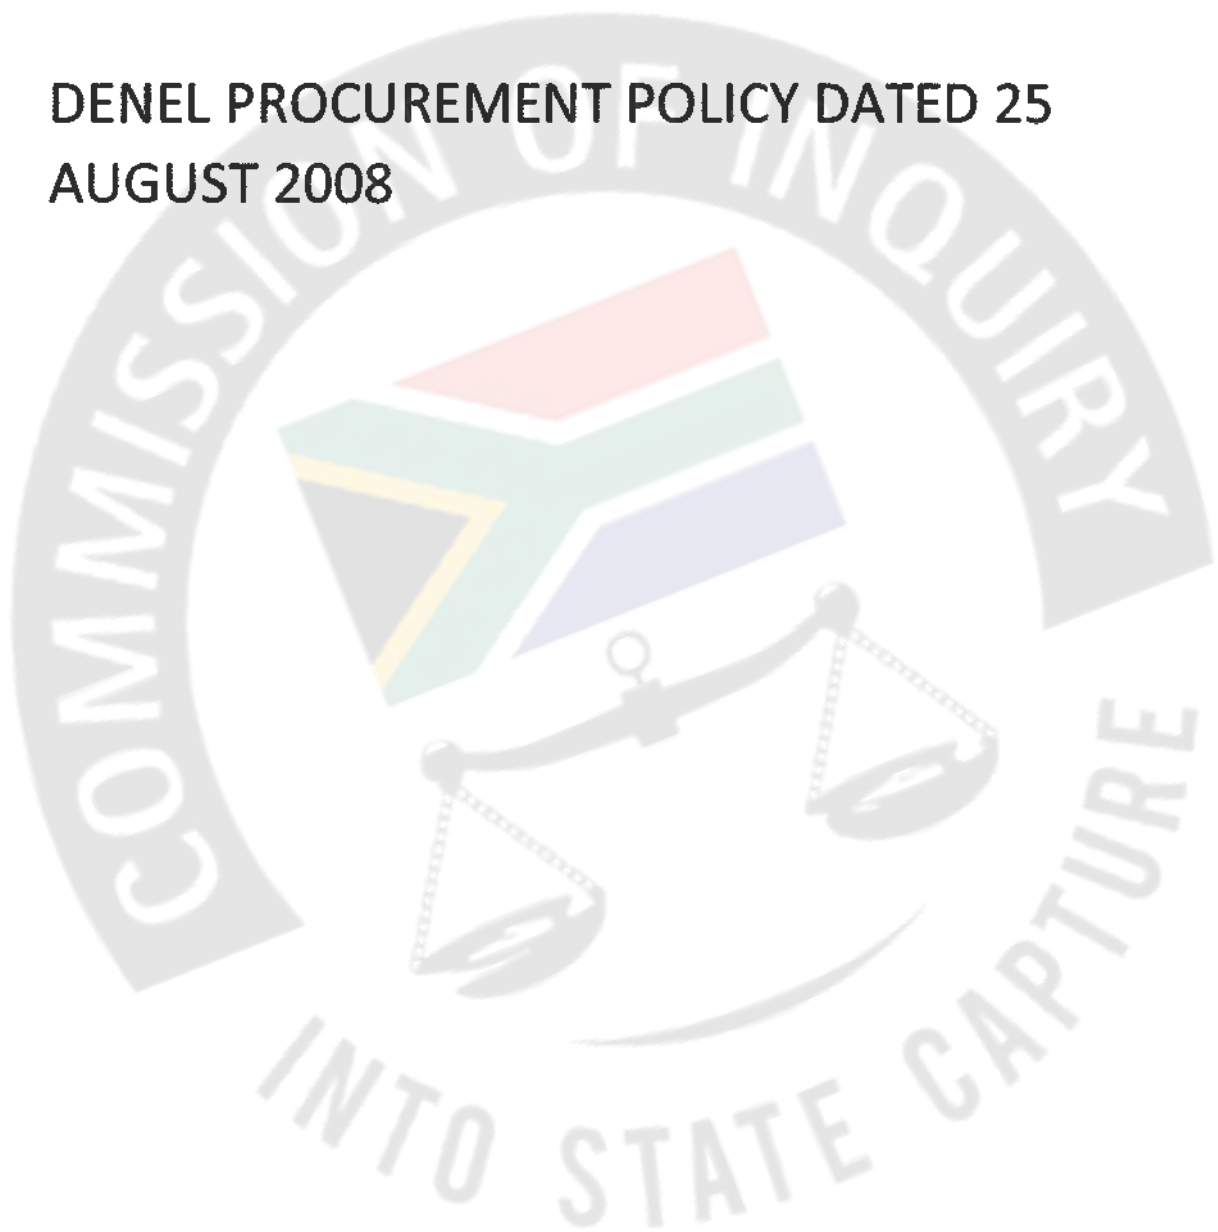 DENEL PROCUREMENT POLICY DATED 25
AUGUST 2008
COMMISSION OF INQUIRY
INTO STATE CAPTURE